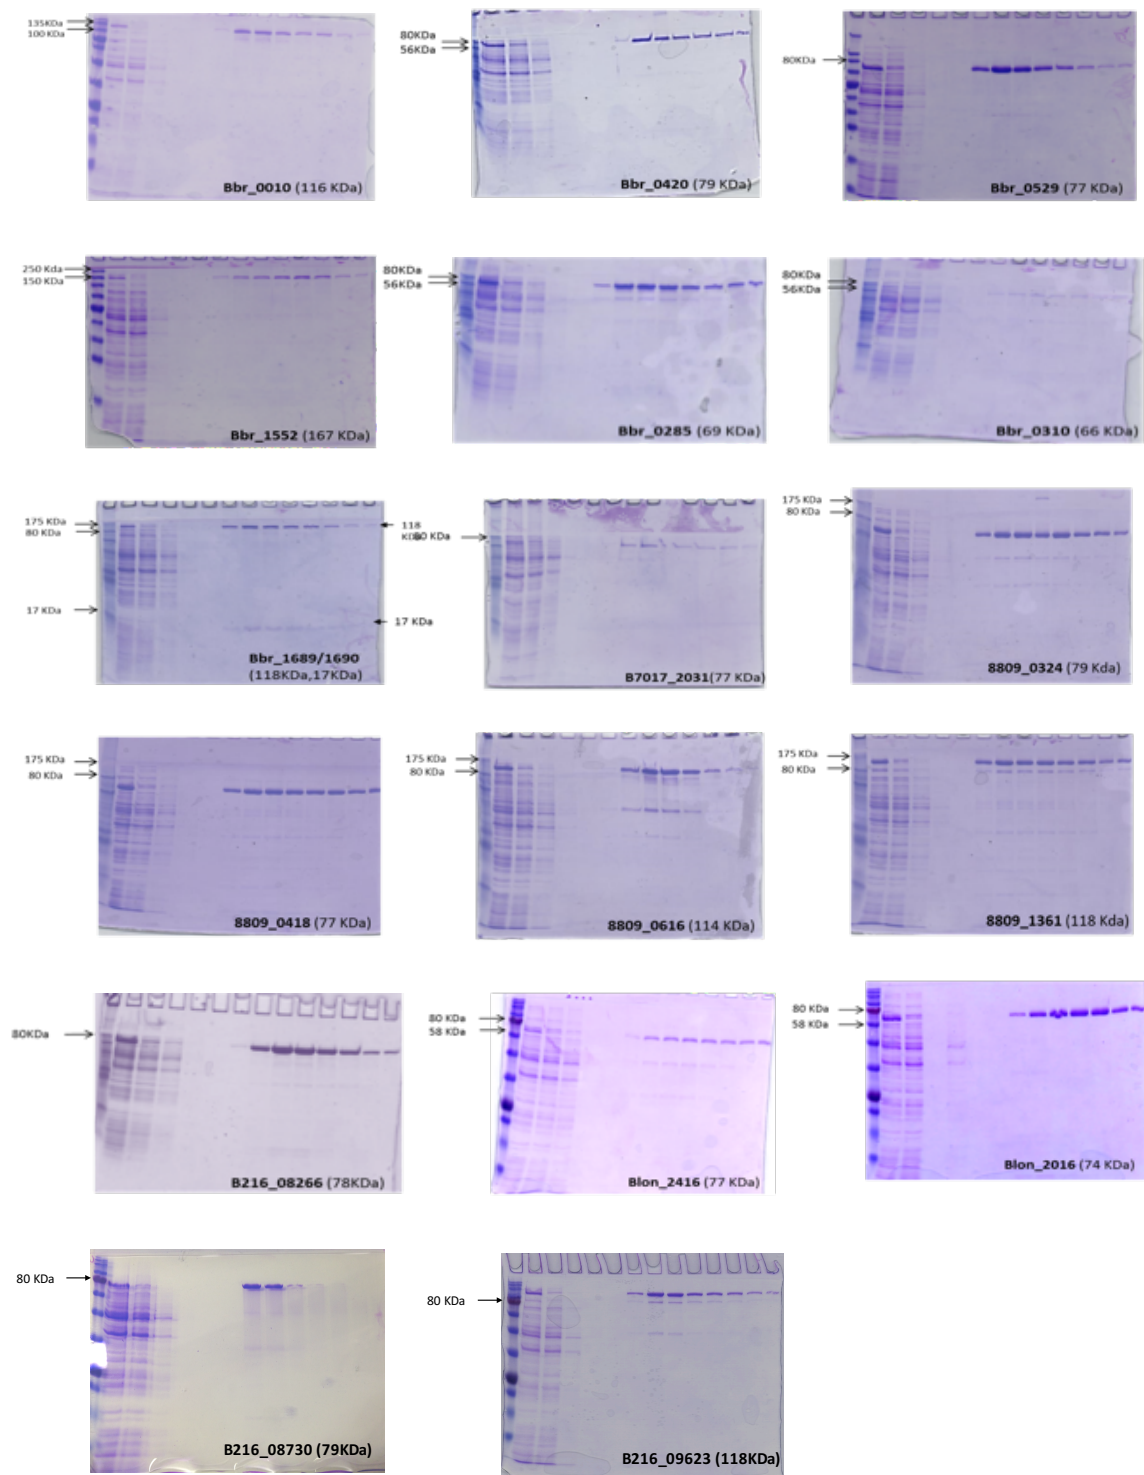 135KDa
100 KDa
Bbr_0010 (116 KDa)
80KDa
56KDa
Bbr_0420 (79 KDa)
80KDa
Bbr_0529 (77 KDa)
250 Kda
150 KDa
Bbr_1552 (167 KDa)
80KDa
56KDa
Bbr_0285 (69 KDa)
80KDa
56KDa
Bbr_0310 (66 KDa)
175 KDa
80 KDa
17 KDa
118
17 KDa
Bbr_1689/1690
(118KDa,17KDa)
80 KDa
B7017_2031(77 KDa)
175 KDa
80 KDa
8809_0324 (79 Kda)
175 KDa
80 KDa
8809_0418 (77 KDa)
175 KDa
80 KDa
8809_0616 (114 KDa)
175 KDa
80 KDa
8809_1361 (118 Kda)
80KDa
B216_08266 (78KDa)
80 KDa
58 KDa
Blon_2416 (77 KDa)
80 KDa
58 KDa
Blon_2016 (74 KDa)
80 KDa
B216_08730 (79KDa)
80 KDa
B216_09623 (118KDa)